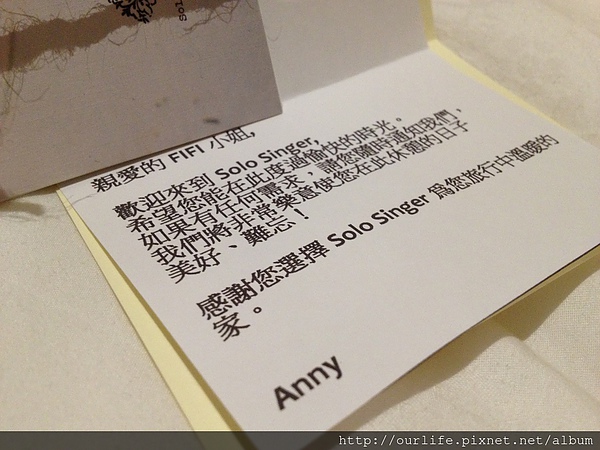 sol
親愛的 FIFI 小姐,
歡迎來到 Solo Singer,
希望您能在此度過愉快的時光。
如果有任何需求，請您隨時通知我們，
我們將非常樂意使您在此休憩的日子
美好、難忘！
感謝您選擇 Solo Singer 為您旅行中溫暖的
家。
Anny
http://ourlife.pixnet.net/album